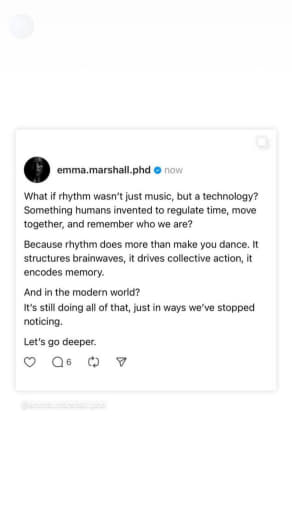 emma.marshall.phd now
What if rhythm wasn't just music, but a technology?
Something humans invented to regulate time, move
together, and remember who we are?
Because rhythm does more than make you dance. It
structures brainwaves, it drives collective action, it
encodes memory.
And in the modern world?
It's still doing all of that, just in ways we've stopped
noticing.
Let's go deeper.
6
@emma.marshall.phd